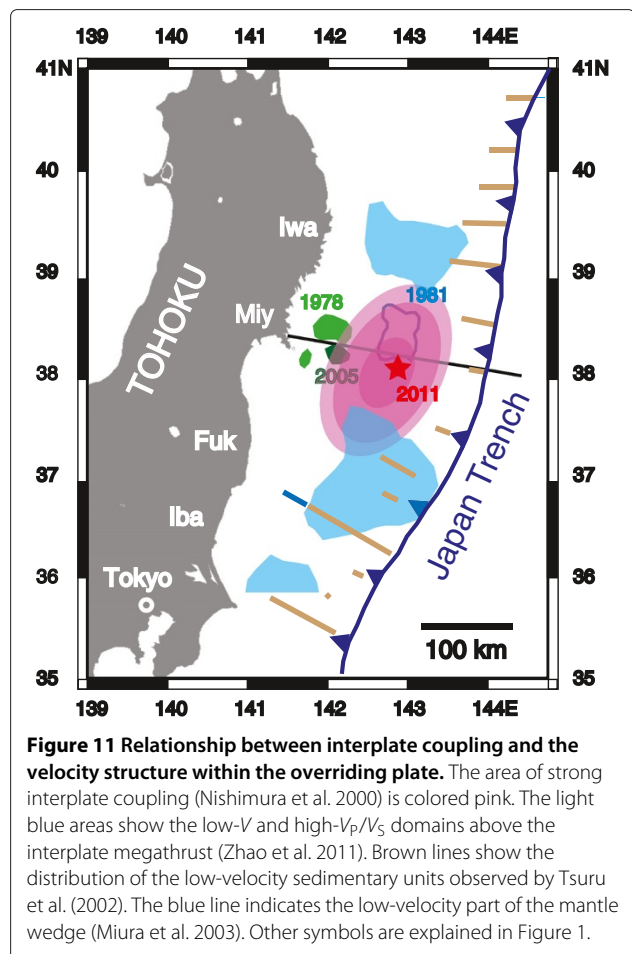 139 140 141 142 143 144E
41N 41N
40 40
Iwa
39 39
1978 1981
Miy
TOHOKU
38 2005 38
2011
Fuk
37 37
Iba
Japan Trench
Tokyo
36 36
100 km
35 35
139 140 141 142 143 144E
Figure 11 Relationship between interplate coupling and the
velocity structure within the overriding plate. The area of strong
interplate coupling (Nishimura et al. 2000) is colored pink. The light
blue areas show the low-V and high-VP/VS domains above the
interplate megathrust (Zhao et al. 2011). Brown lines show the
distribution of the low-velocity sedimentary units observed by Tsuru
et al. (2002). The blue line indicates the low-velocity part of the mantle
wedge (Miura et al. 2003). Other symbols are explained in Figure 1.